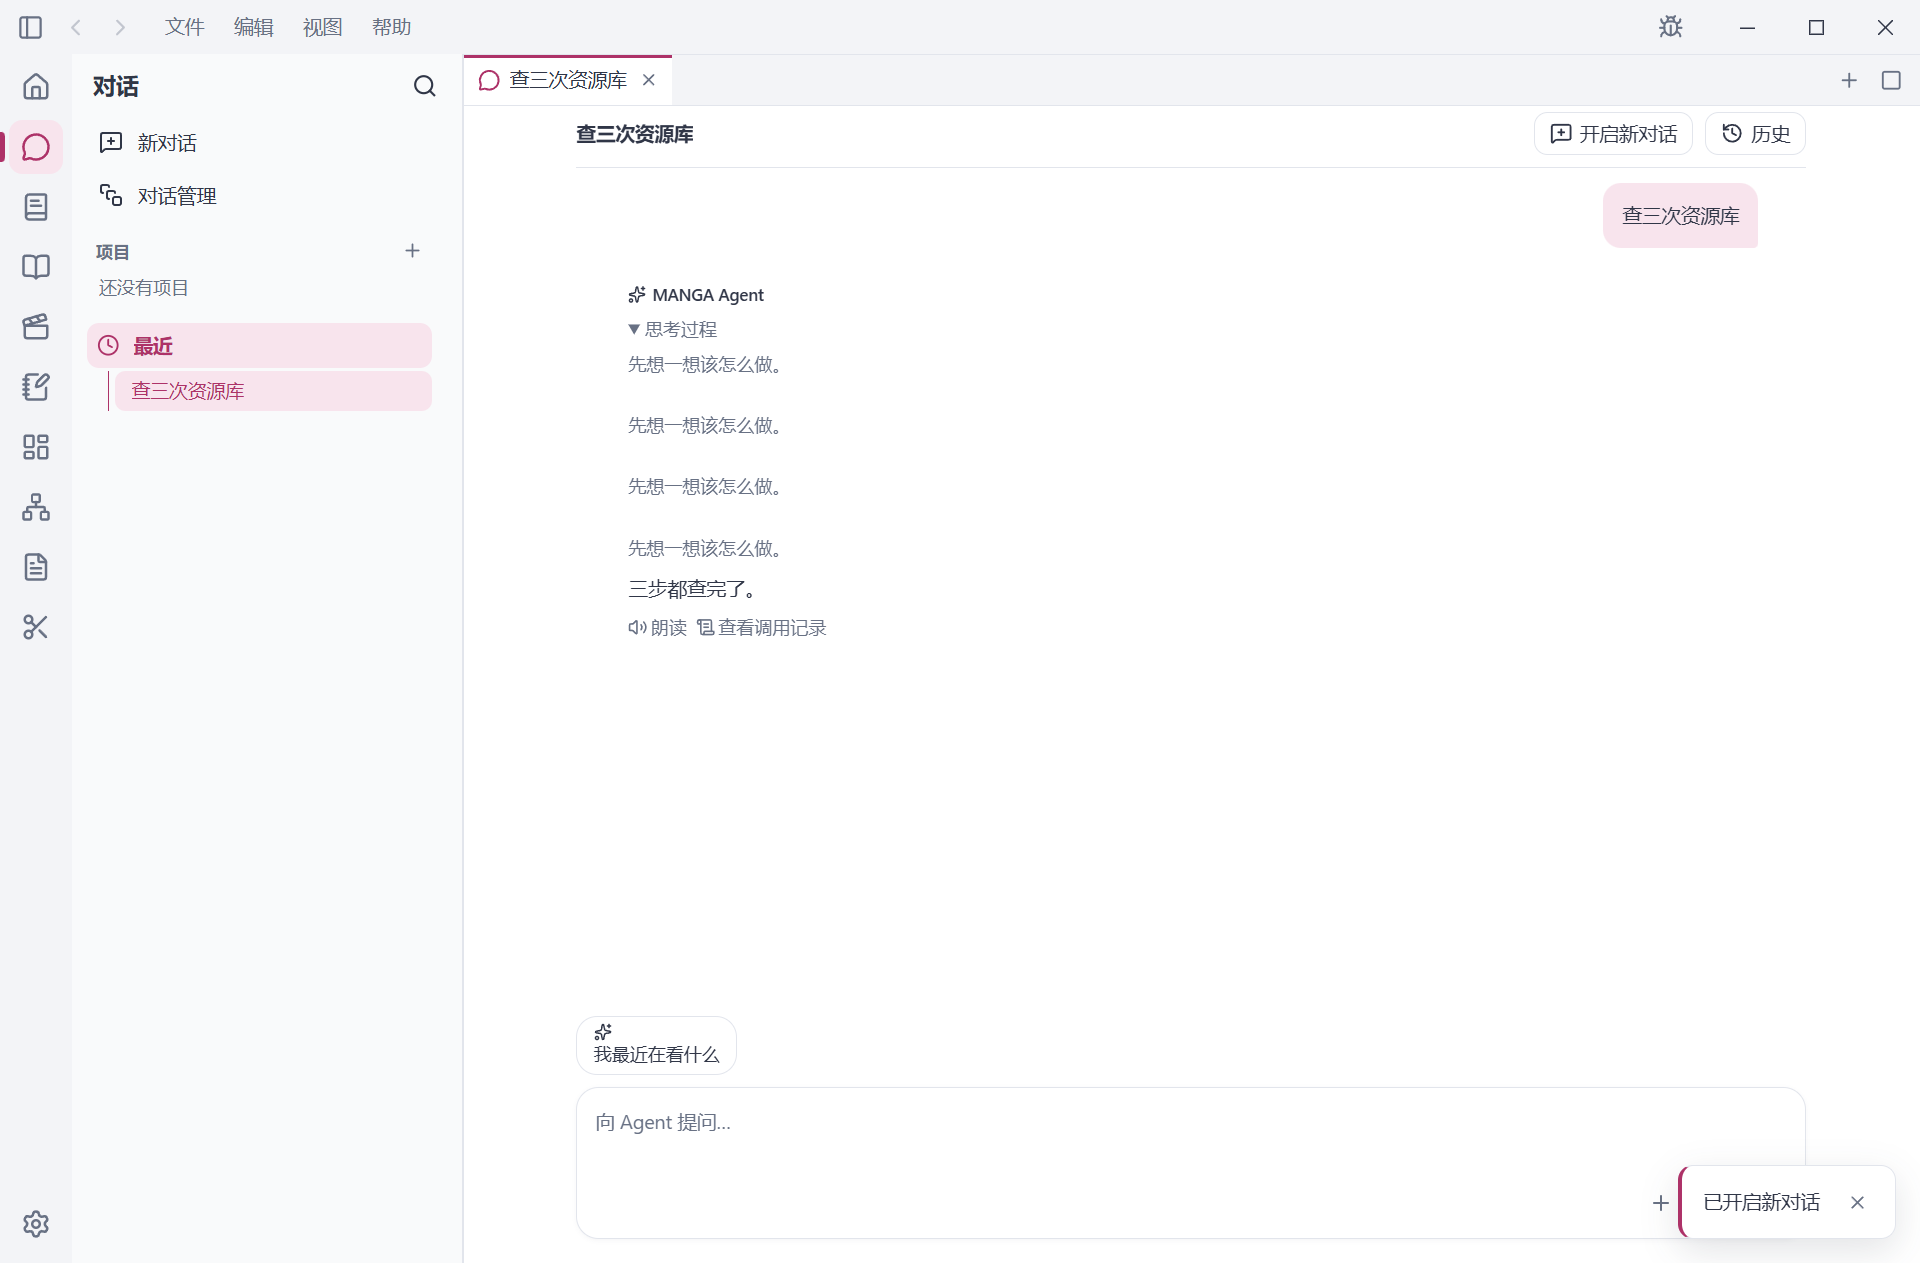 文件 编辑 视图 帮助
对话
新对话
对话管理
项目
还没有项目
最近
查三次资源库
查三次资源库
查三次资源库
开启新对话
历史
查三次资源库
MANGA Agent
思考过程
先想一想该怎么做。
先想一想该怎么做。
先想一想该怎么做。
先想一想该怎么做。
三步都查完了。
朗读 查看调用记录
我最近在看什么
向 Agent 提问...
已开启新对话